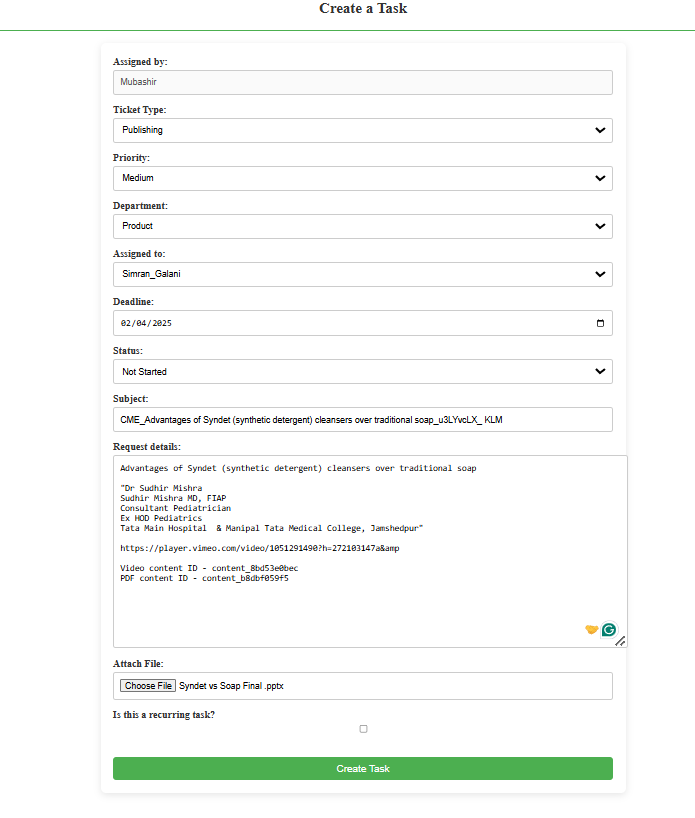 Create a Task
Assigned by:
Mubashir
Ticket Type:
Publishing
Priority:
Medium
Department:
Product
Assigned to:
Simran_Galani
Deadline:
02/04/2025
Status:
Not Started
Subject:
CME_Advantages of Syndet (synthetic detergent) cleansers over traditional soap_u3LYvcLX_ KLM
Request details:
Advantages of Syndet (synthetic detergent) cleansers over traditional soap
"Dr Sudhir Mishra
Sudhir Mishra MD, FIAP
Consultant Pediatrician
Ex HOD Pediatrics
Tata Main Hospital & Manipal Tata Medical College, Jamshedpur"
https://player.vimeo.com/video/1051291490?h=272103147a&amp
Video content ID - content_8bd53e0bec
PDF content ID - content_b8dbf059f5
Attach File:
Choose File Syndet vs Soap Final .pptx
Is this a recurring task?
Create Task